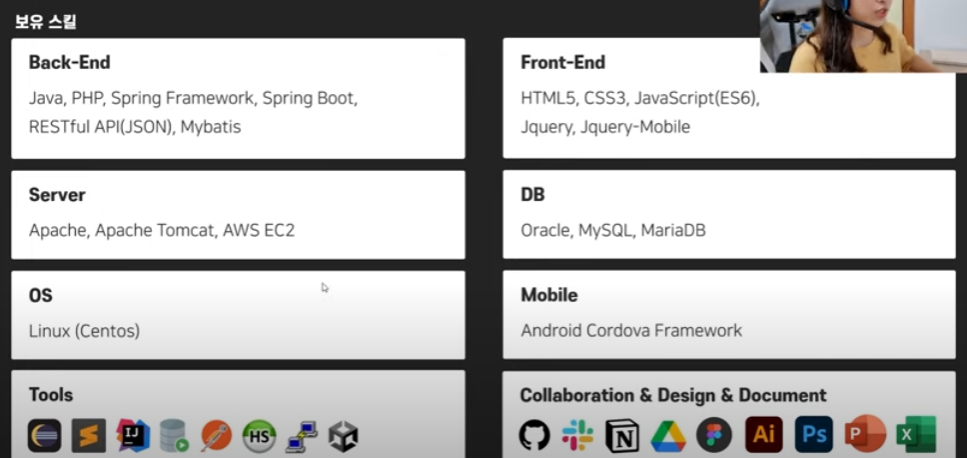 보유 스킬
Back-End
Java, PHP, Spring Framework, Spring Boot,
RESTful API(JSON), Mybatis
Front-End
HTML5, CSS3, JavaScript(ES6),
Jquery, Jquery-Mobile
Server
Apache, Apache Tomcat, AWS EC2
DB
Oracle, MySQL, MariaDB
OS
Linux (Centos)
Mobile
Android Cordova Framework
Tools
IJ
HS
Collaboration & Design & Document
N
Ai
Ps
P
X